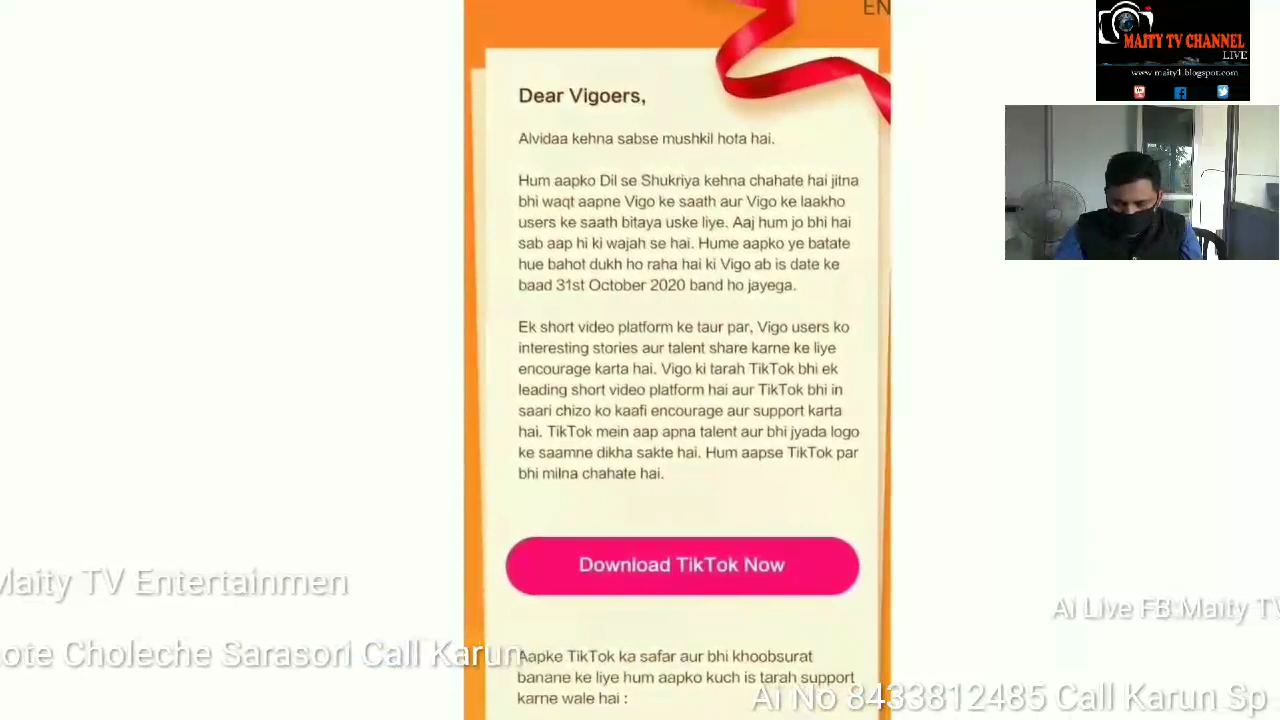 EN
MAITY TV CHANNEL
LIVE
www.maity1.blogspot.com
Dear Vigoers,
Alvidaa kehna sabse mushkil hota hai.
Hum aapko Dil se Shukriya kehna chahate hai jitna
bhi waqt aapne Vigo ke saath aur Vigo ke laakho
users ke saath bitaya uske liye. Aaj hum jo bhi hai
sab aap hi ki wajah se hai. Hume aapko ye batate
hue bahot dukh ho raha hai ki Vigo ab is date ke
baad 31st October 2020 band ho jayega.
Ek short video platform ke taur par, Vigo users ko
interesting stories aur talent share karne ke liye
encourage karta hai. Vigo ki tarah TikTok bhi ek
leading short video platform hai aur TikTok bhi in
saari chizo ko kaafi encourage aur support karta
hai. TikTok mein aap apna talent aur bhi jyada logo
ke saamne dikha sakte hai. Hum aapse TikTok par
bhi milna chahate hai.
Download TikTok Now
Maity TV Entertainmen
Ai Live FB:Maity TV
ote Choleche Sarasori Call Karun
Aapke TikTok ka safar aur bhi khoobsurat
banane ke liye hum aapko kuch is tarah support
karne wale hai :
Ai No 8433812485 Call Karun Sp